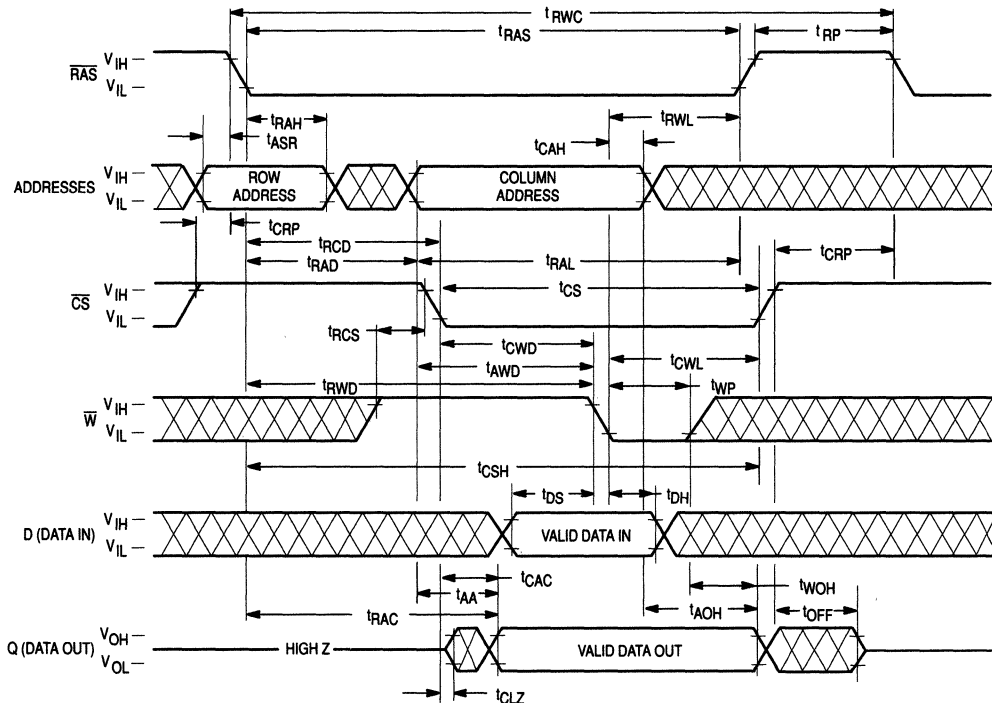 tRWC
tRAS
tRP
RAS
VIH
VIL
tRAH
tASR
tRWL
tCAH
ADDRESSES
VIH
VIL
ROW
ADDRESS
COLUMN
ADDRESS
tCRP
tRCD
tRAD
tRAL
tCRP
CS
VIH
VIL
tCS
tRCS
tCWD
tAWD
tCWL
tRWD
tWP
W
VIH
VIL
tCSH
tDS
tDH
D (DATA IN)
VIH
VIL
VALID DATA IN
tCAC
tAA
tRAC
tWOH
tAOH
tOFF
Q (DATA OUT)
VOH
VOL
HIGH Z
VALID DATA OUT
tCLZ